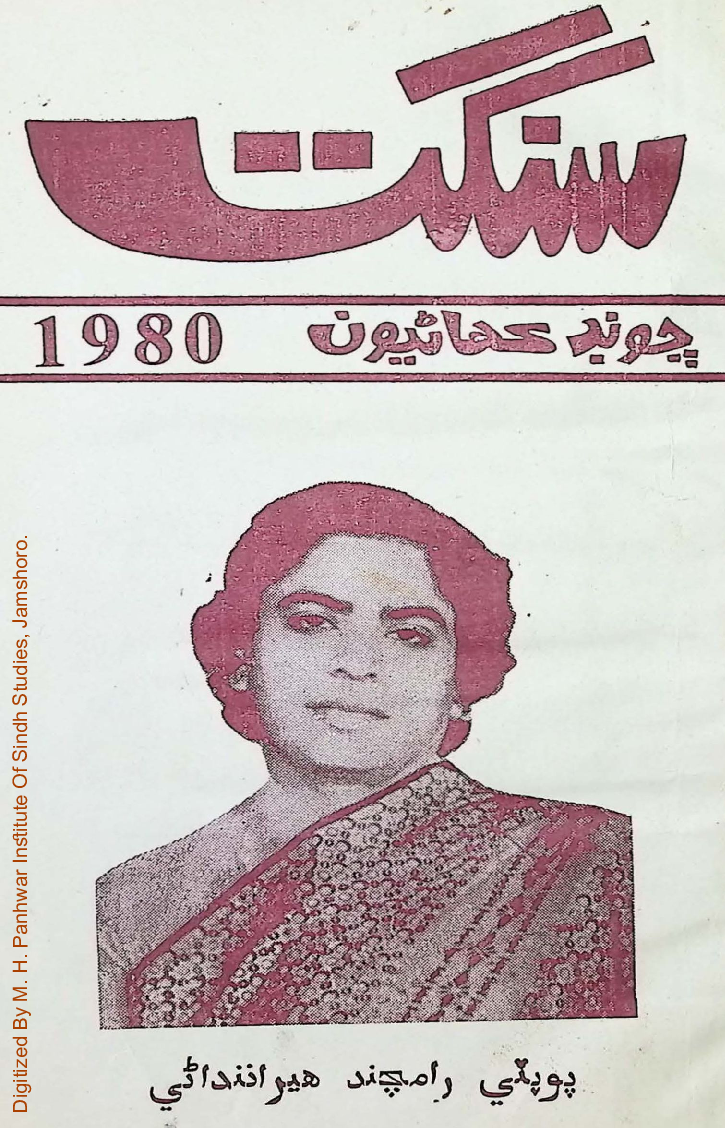 سنگت
چونڊ ڪهاڻيون 1980
پوپٽي رامچند هيراننداڻي
Digitized By M. H. Panhwar Institute Of Sindh Studies, Jamshoro.